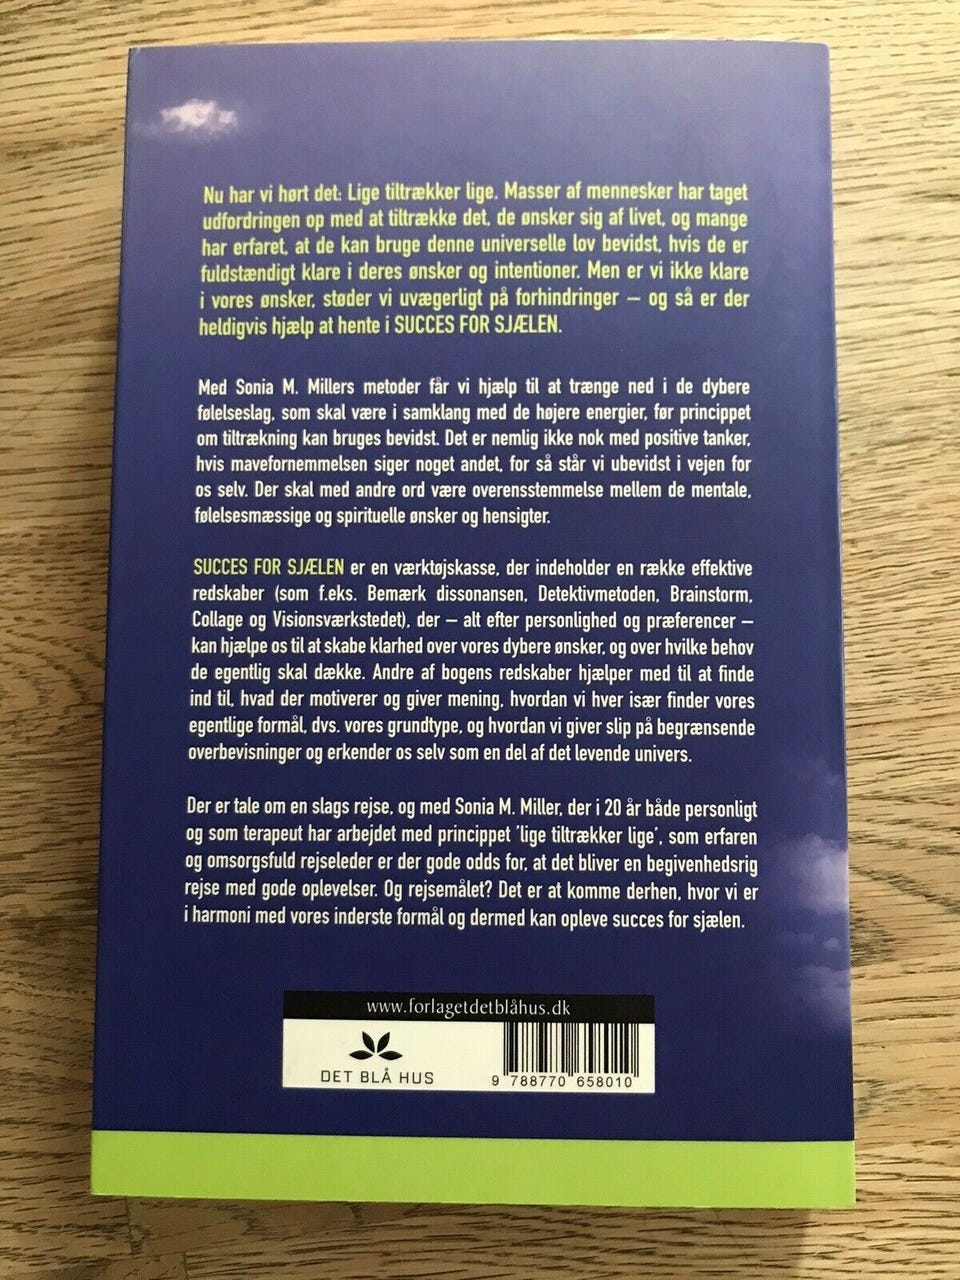 Nu har vi hørt det: Lige tiltrækker lige. Masser af mennesker har taget
udfordringen op med at tiltrække det, de ønsker sig af livet, og mange
har erfaret, at de kan bruge denne universelle lov bevidst, hvis de er
fuldstændigt klare i deres ønsker og intentioner. Men er vi ikke klare
i vores ønsker, støder vi uvægerligt på forhindringer – og så er der
heldigvis hjælp at hente i SUCCES FOR SJÆLEN.
Med Sonia M. Millers metoder får vi hjælp til at trænge ned i de dybere
følelseslag, som skal være i samklang med de højere energier, før princippet
om tiltrækning kan bruges bevidst. Det er nemlig ikke nok med positive tanker,
hvis mavefornemmelsen siger noget andet, for så står vi ubevidst i vejen for
os selv. Der skal med andre ord være overensstemmelse mellem de mentale,
følelsesmæssige og spirituelle ønsker og hensigter.
SUCCES FOR SJÆLEN er en værktøjskasse, der indeholder en række effektive
redskaber (som f.eks. Bemærk dissonansen, Detektivmetoden, Brainstorm,
Collage og Visionsværkstedet), der – alt efter personlighed og præferencer –
kan hjælpe os til at skabe klarhed over vores dybere ønsker, og over hvilke behov
de egentlig skal dække. Andre af bogens redskaber hjælper med til at finde
ind til, hvad der motiverer og giver mening, hvordan vi hver især finder vores
egentlige formål, dvs. vores grundtype, og hvordan vi giver slip på begrænsende
overbevisninger og erkender os selv som en del af det levende univers.
Der er tale om en slags rejse, og med Sonia M. Miller, der i 20 år både personligt
og som terapeut har arbejdet med princippet 'lige tiltrækker lige', som erfaren
og omsorgsfuld rejseleder er der gode odds for, at det bliver en begivenhedsrig
rejse med gode oplevelser. Og rejsemålet? Det er at komme derhen, hvor vi er
i harmoni med vores inderste formål og dermed kan opleve succes for sjælen.
www.forlagetdetblåhus.dk
DET BLÅ HUS
9 788770 658010